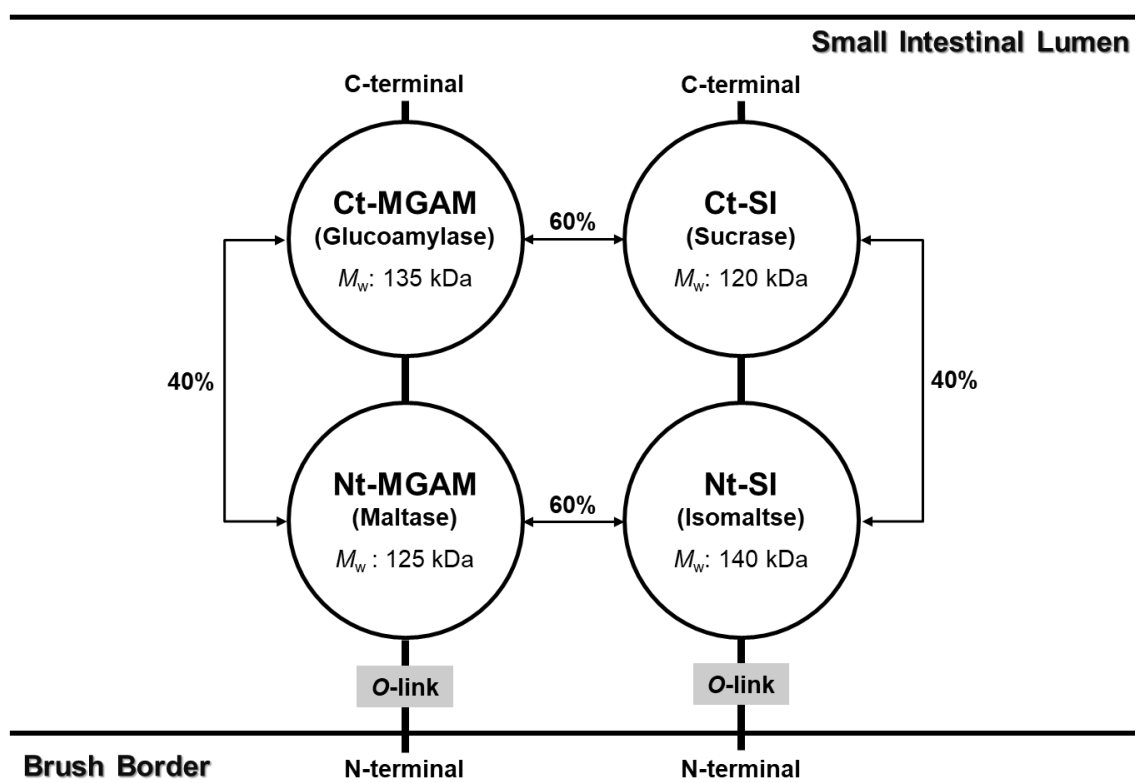 Small Intestinal Lumen
C-terminal
C-terminal
Ct-MGAM
(Glucoamylase)
Mw: 135 kDa
60%
Ct-SI
(Sucrase)
Mw: 120 kDa
40%
40%
Nt-MGAM
(Maltase)
Mw : 125 kDa
60%
Nt-SI
(Isomaltse)
Mw: 140 kDa
O-link
O-link
Brush Border
N-terminal
N-terminal